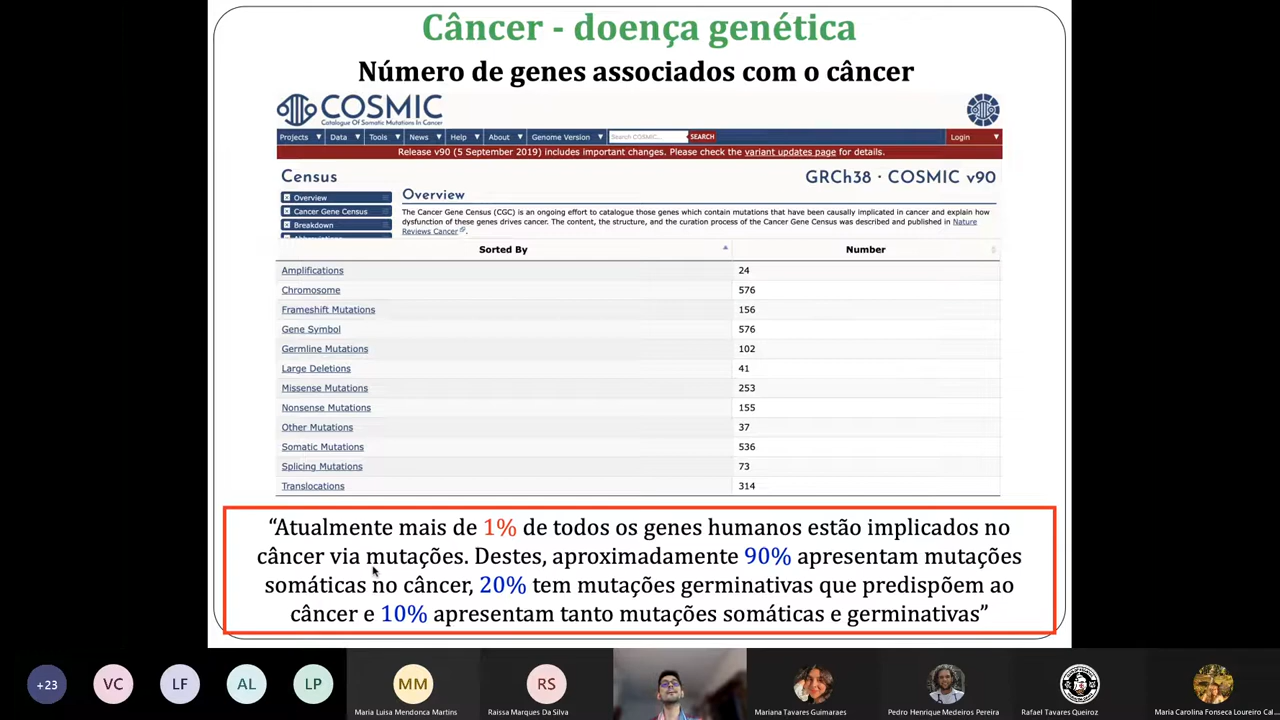 Câncer - doença genética
Número de genes associados com o câncer
COSMIC
Catalogue Of Somatic Mutations In Cancer
Projects Data Tools News Help About Genome Version Search COSMIC... SEARCH Login
Release v90 (5 September 2019) includes important changes. Please check the variant updates page for details.
Census
GRCh38 · COSMIC v90
Overview
Cancer Gene Census
Breakdown
Abbreviations
Overview
The Cancer Gene Census (CGC) is an ongoing effort to catalogue those genes which contain mutations that have been causally implicated in cancer and explain how
dysfunction of these genes drives cancer. The content, the structure, and the curation process of the Cancer Gene Census was described and published in Nature
Reviews Cancer.
Sorted By Number
Amplifications 24
Chromosome 576
Frameshift Mutations 156
Gene Symbol 576
Germline Mutations 102
Large Deletions 41
Missense Mutations 253
Nonsense Mutations 155
Other Mutations 37
Somatic Mutations 536
Splicing Mutations 73
Translocations 314
“Atualmente mais de 1% de todos os genes humanos estão implicados no
câncer via mutações. Destes, aproximadamente 90% apresentam mutações
somáticas no câncer, 20% tem mutações germinativas que predispõem ao
câncer e 10% apresentam tanto mutações somáticas e germinativas”
+23 VC LF AL LP MM RS
Maria Luisa Mendonca Martins Raissa Marques Da Silva Mariana Tavares Guimaraes Pedro Henrique Medeiros Pereira Rafael Tavares Queiroz Maria Carolina Fonseca Loureiro Cal...